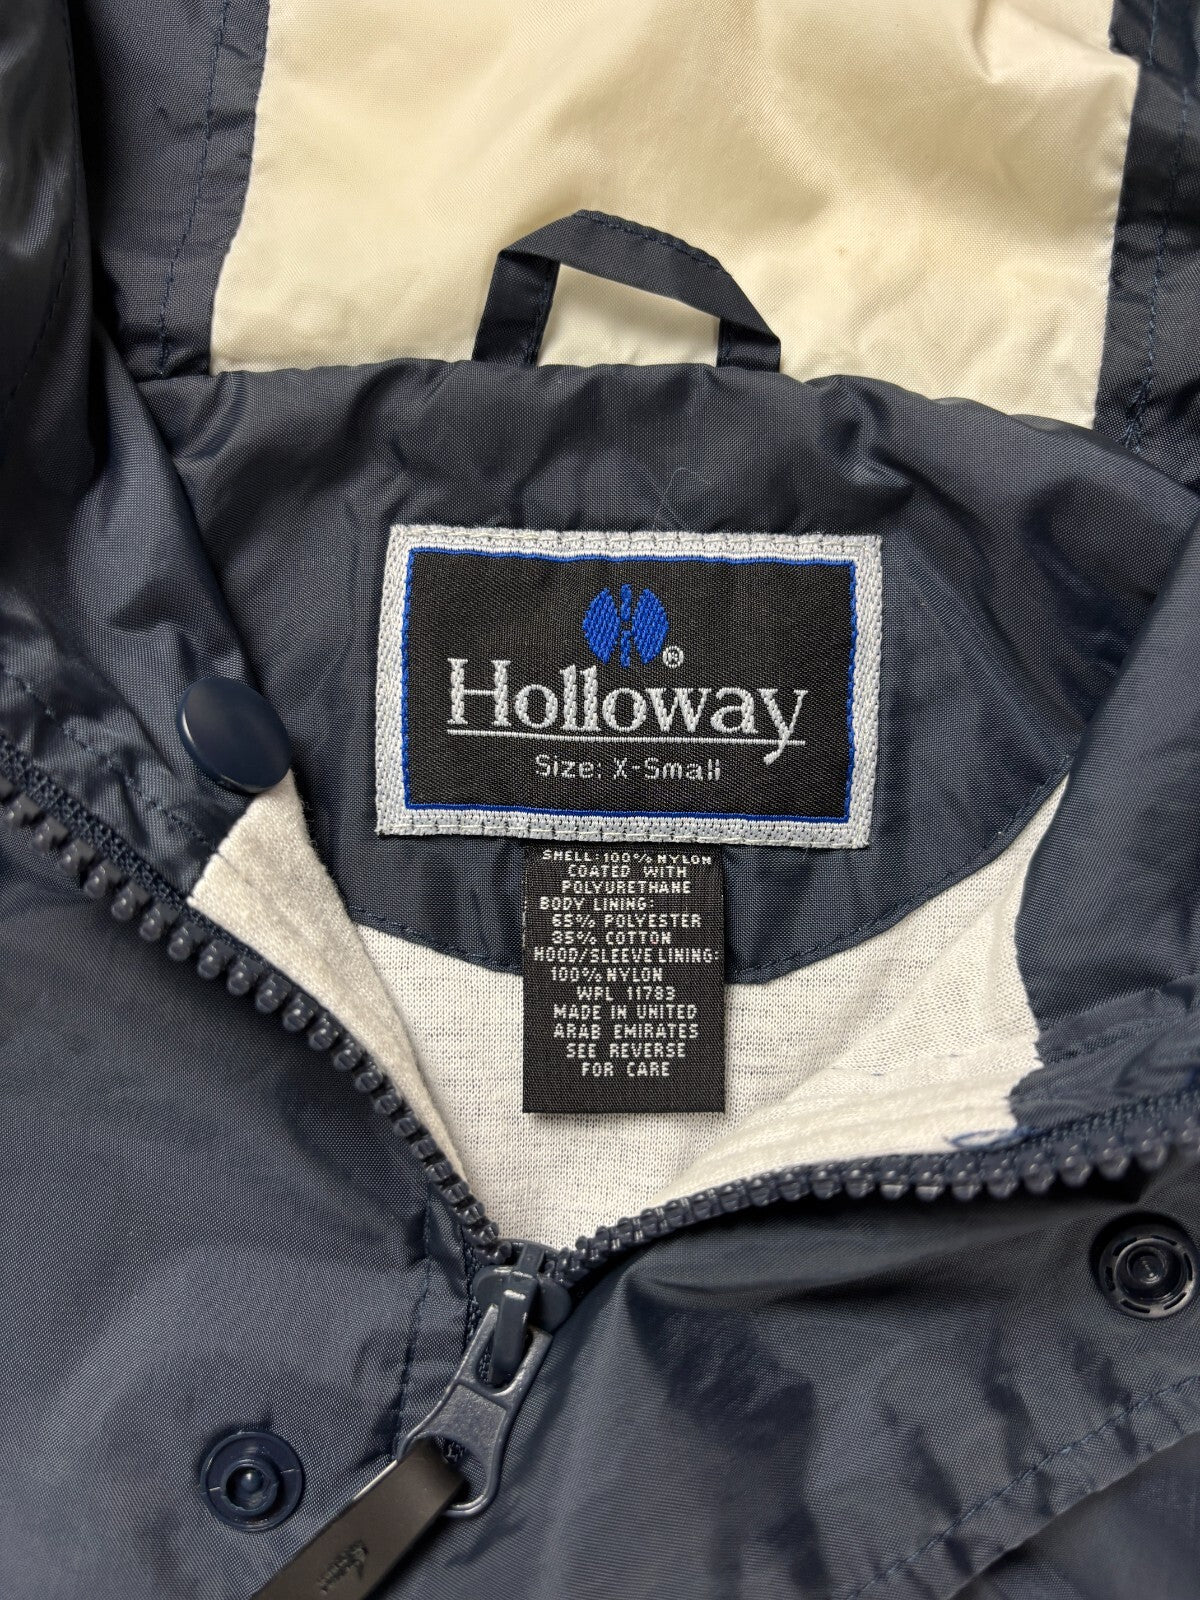 ®
Holloway
Size: X-Small
SHELL: 100% NYLON
COATED WITH
POLYURETHANE
BODY LINING:
65% POLYESTER
35% COTTON
HOOD/SLEEVE LINING:
100% NYLON
WPL 11783
MADE IN UNITED
ARAB EMIRATES
SEE REVERSE
FOR CARE